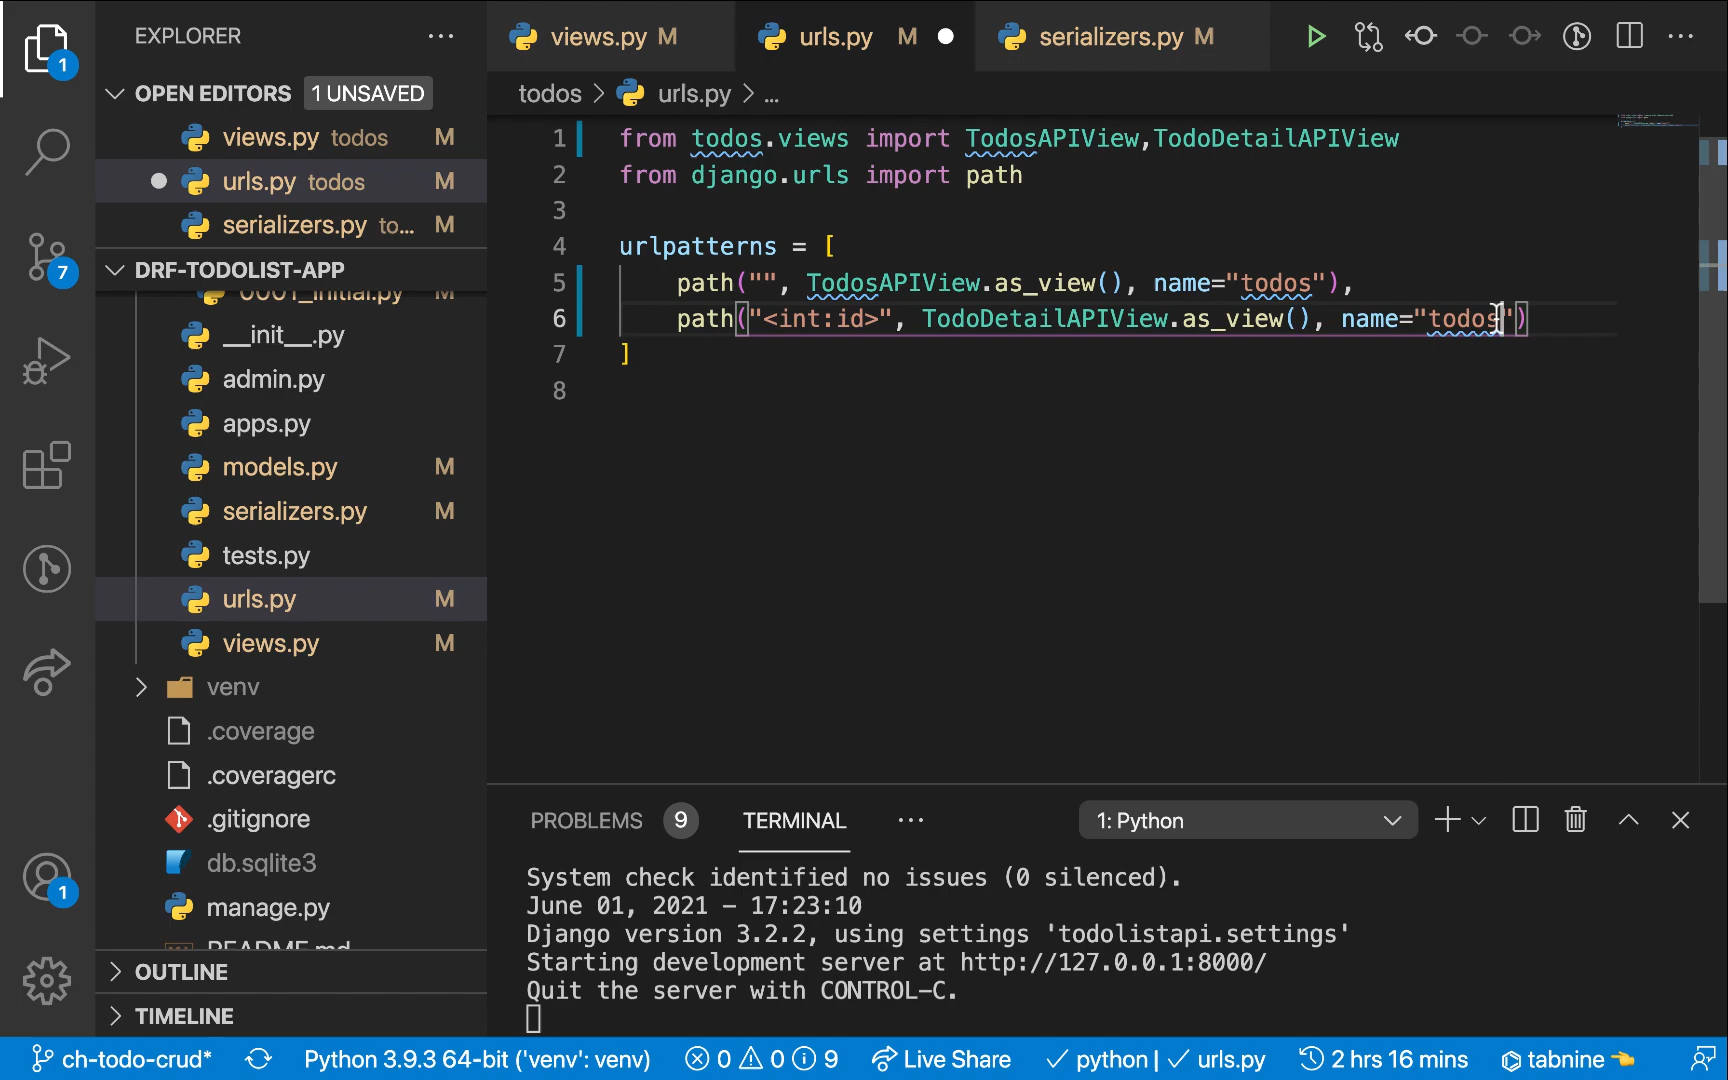 EXPLORER
OPEN EDITORS 1 UNSAVED
views.py todos M
urls.py todos M
serializers.py to... M
DRF-TODOLIST-APP
0001_initial.py M
__init__.py
admin.py
apps.py
models.py M
serializers.py M
tests.py
urls.py M
views.py M
venv
.coverage
.coveragerc
.gitignore
db.sqlite3
manage.py
README.md
OUTLINE
TIMELINE
1
7
1
views.py M urls.py M serializers.py M
todos > urls.py > ...
1 from todos.views import TodosAPIView,TodoDetailAPIView
2 from django.urls import path
3
4 urlpatterns = [
5 path("", TodosAPIView.as_view(), name="todos"),
6 path("<int:id>", TodoDetailAPIView.as_view(), name="todos")
7 ]
8
PROBLEMS 9 TERMINAL ... 1: Python
System check identified no issues (0 silenced).
June 01, 2021 - 17:23:10
Django version 3.2.2, using settings 'todolistapi.settings'
Starting development server at http://127.0.0.1:8000/
Quit the server with CONTROL-C.
ch-todo-crud* Python 3.9.3 64-bit ('venv': venv) 0 0 9 Live Share python | urls.py 2 hrs 16 mins tabnine